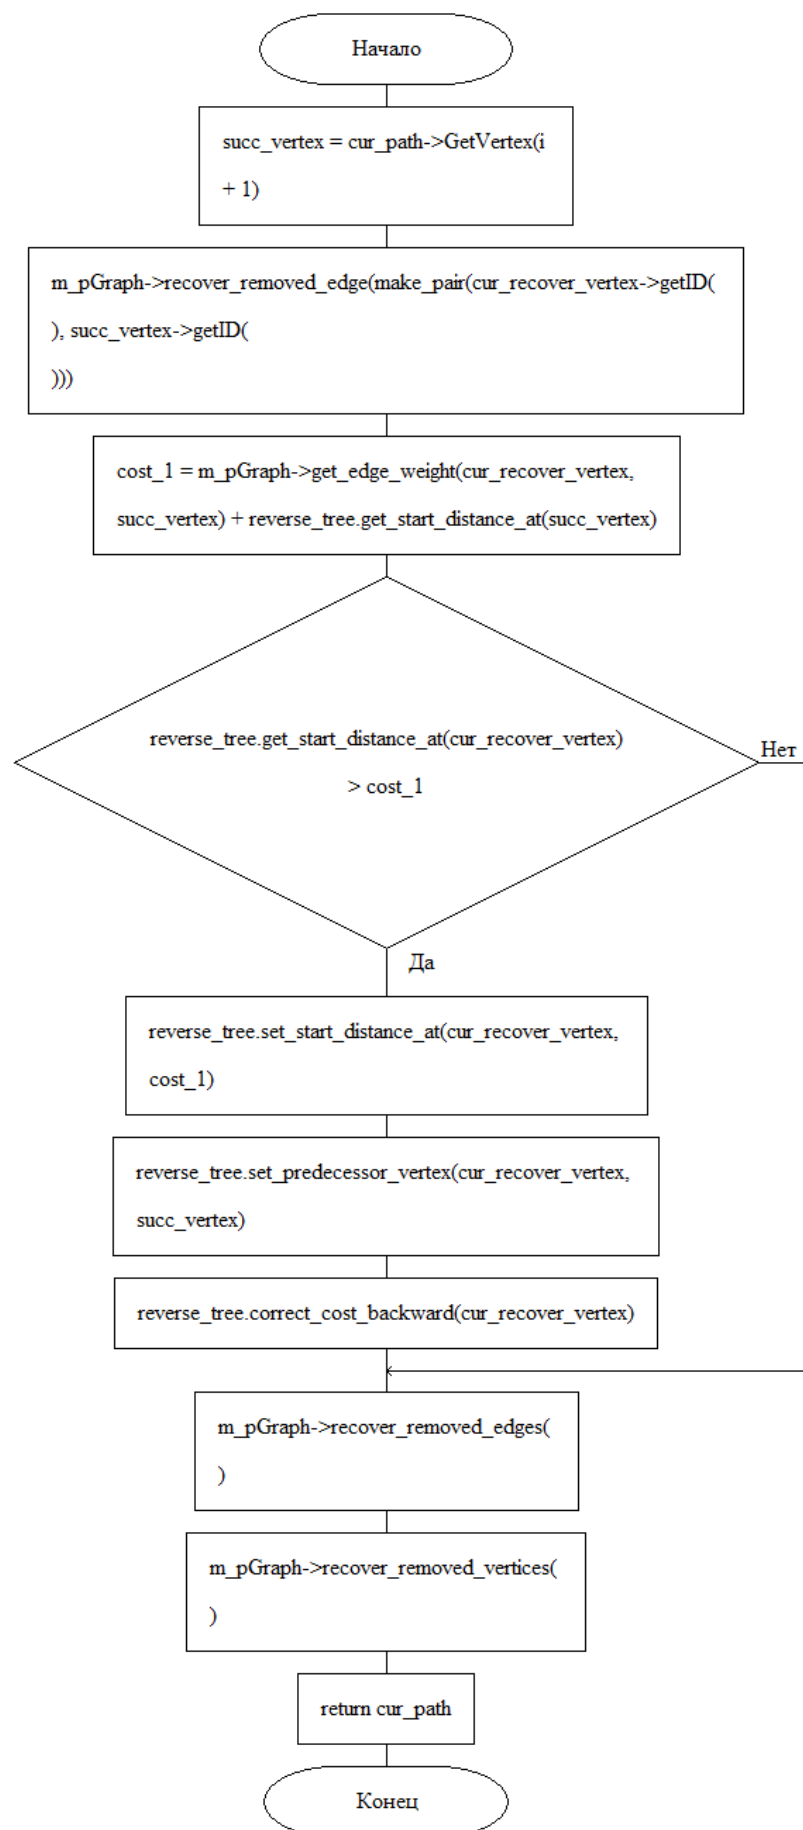 Начало
succ_vertex = cur_path->GetVertex(i
+ 1)
m_pGraph->recover_removed_edge(make_pair(cur_recover_vertex->getID(
), succ_vertex->getID(
)))
cost_1 = m_pGraph->get_edge_weight(cur_recover_vertex,
succ_vertex) + reverse_tree.get_start_distance_at(succ_vertex)
reverse_tree.get_start_distance_at(cur_recover_vertex)
> cost_1
Нет
Да
reverse_tree.set_start_distance_at(cur_recover_vertex,
cost_1)
reverse_tree.set_predecessor_vertex(cur_recover_vertex,
succ_vertex)
reverse_tree.correct_cost_backward(cur_recover_vertex)
m_pGraph->recover_removed_edges(
)
m_pGraph->recover_removed_vertices(
)
return cur_path
Конец